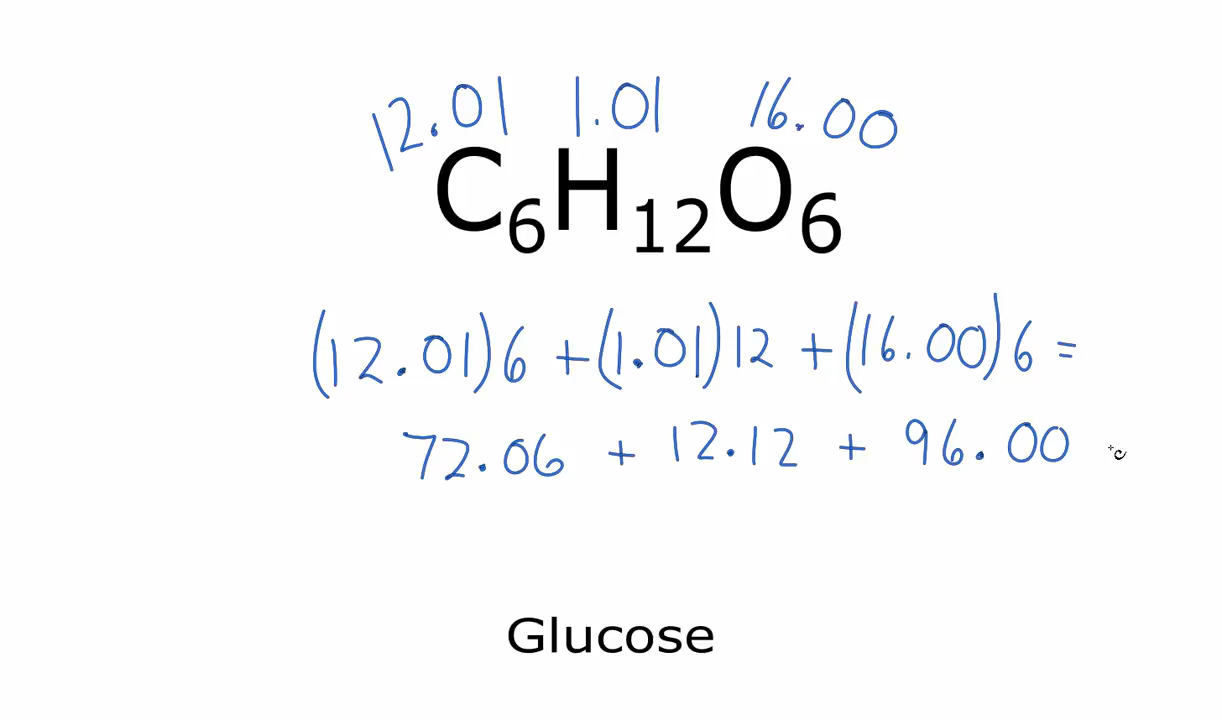 12.01 1.01 16.00
C₆H₁₂O₆
(12.01)6 + (1.01)12 + (16.00)6 =
72.06 + 12.12 + 96.00
Glucose